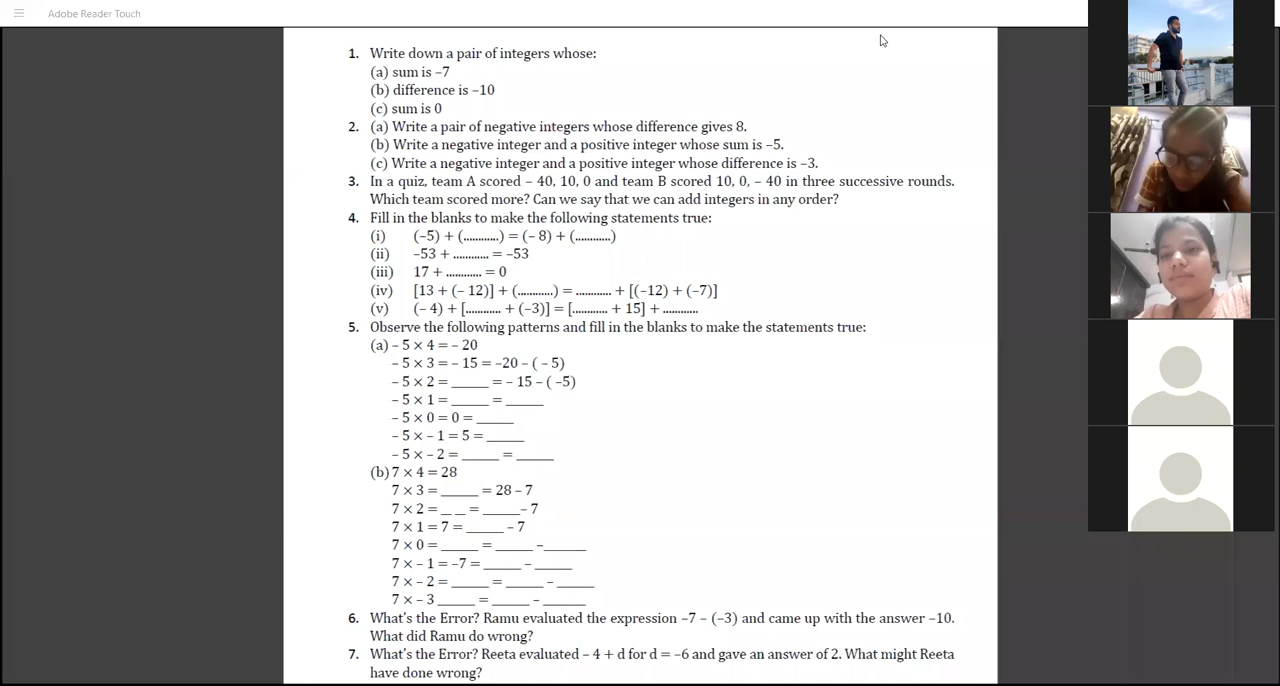 Adobe Reader Touch
1. Write down a pair of integers whose:
(a) sum is –7
(b) difference is –10
(c) sum is 0
2. (a) Write a pair of negative integers whose difference gives 8.
(b) Write a negative integer and a positive integer whose sum is –5.
(c) Write a negative integer and a positive integer whose difference is –3.
3. In a quiz, team A scored – 40, 10, 0 and team B scored 10, 0, – 40 in three successive rounds.
Which team scored more? Can we say that we can add integers in any order?
4. Fill in the blanks to make the following statements true:
(i) (–5) + (............) = (– 8) + (............)
(ii) –53 + ............ = –53
(iii) 17 + ............ = 0
(iv) [13 + (– 12)] + (............) = ............ + [(–12) + (–7)]
(v) (– 4) + [............ + (–3)] = [............ + 15] + ............
5. Observe the following patterns and fill in the blanks to make the statements true:
(a) – 5 × 4 = – 20
– 5 × 3 = – 15 = –20 – ( – 5)
– 5 × 2 = _____ = – 15 – ( –5)
– 5 × 1 = _____ = _____
– 5 × 0 = 0 = _____
– 5 × – 1 = 5 = _____
– 5 × – 2 = _____ = _____
(b) 7 × 4 = 28
7 × 3 = _____ = 28 – 7
7 × 2 = _ _ = _____ – 7
7 × 1 = 7 = _____ – 7
7 × 0 = _____ = _____ – _____
7 × – 1 = –7 = _____ – _____
7 × – 2 = _____ = _____ – _____
7 × – 3 _____ = _____ – _____
6. What's the Error? Ramu evaluated the expression –7 – (–3) and came up with the answer –10.
What did Ramu do wrong?
7. What's the Error? Reeta evaluated – 4 + d for d = –6 and gave an answer of 2. What might Reeta
have done wrong?